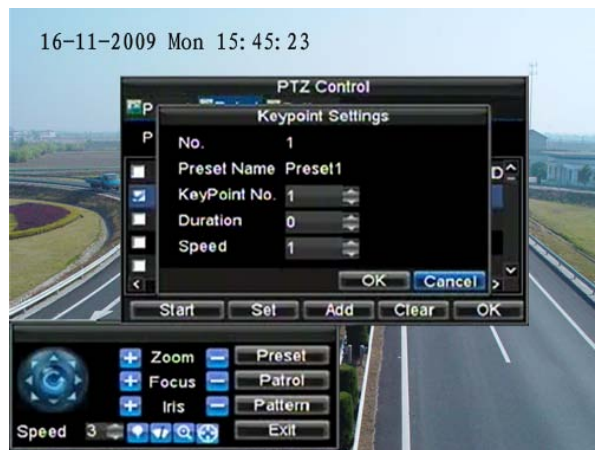 16-11-2009 Mon 15:45:23
PTZ Control
P
Keypoint Settings
P
No. 1
Preset Name Preset1
D
KeyPoint No. 1
Duration 0
Speed 1
OK Cancel
Start Set Add Clear OK
Zoom Preset
Focus Patrol
Iris Pattern
Speed 3 Exit